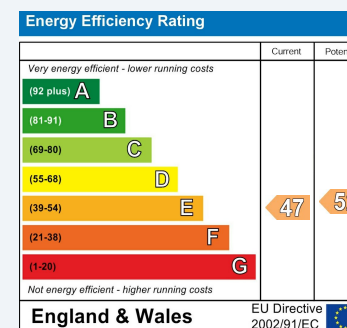 Energy Efficiency Rating
Current
Very energy efficient - lower running costs
(92 plus) A
(81-91) B
(69-80) C
(55-68) D
(39-54) E 47
(21-38) F
(1-20) G
Not energy efficient - higher running costs
England & Wales
EU Directive
2002/91/EC